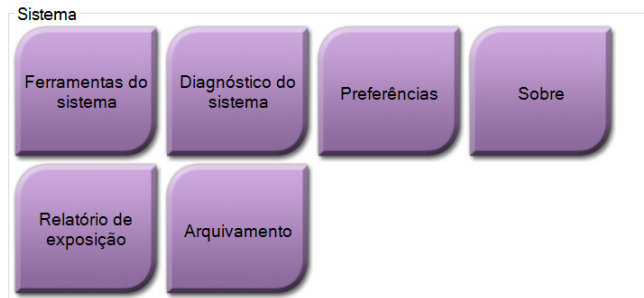 Sistema
Ferramentas do
sistema
Diagnóstico do
sistema
Preferências
Sobre
Relatório de
exposição
Arquivamento